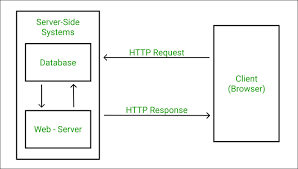 Server-Side
Systems
Database
Web - Server
HTTP Request
HTTP Response
Client
(Browser)